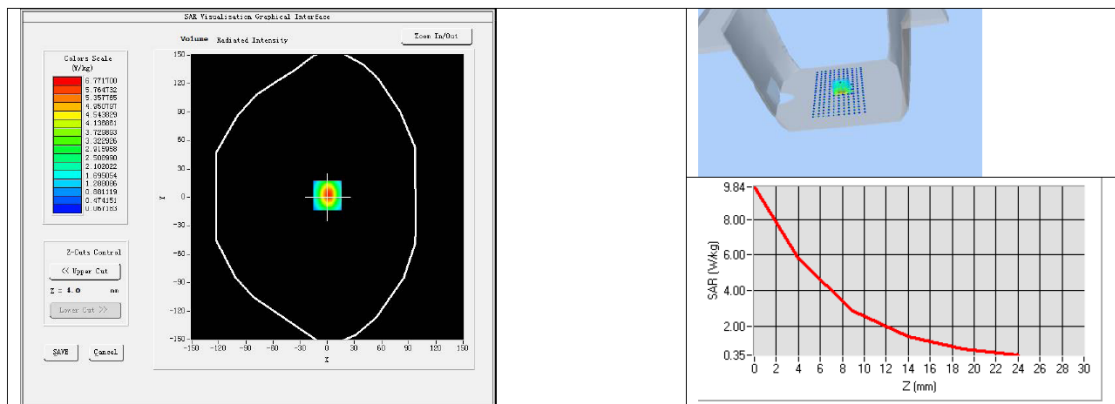 SAR Visualisation Graphical Interface
Volume Radiated Intensity
Zoom In/Out
Colors Scale
(W/kg)
6.771700
5.764732
5.357765
4.950797
4.543829
4.136861
3.729893
3.322926
2.915958
2.508990
2.102022
1.695054
1.288086
0.881119
0.474151
0.067183
150
120
90
60
30
0
-30
-60
-90
-120
-150
Y
-150 -120 -90 -60 -30 0 30 60 90 120 150
X
Z-Cuts Control
<< Upper Cut
Z = 4.0 mm
Lower Cut >>
SAVE Cancel
9.84
8.00
6.00
4.00
2.00
0.35
SAR (W/kg)
0 2 4 6 8 10 12 14 16 18 20 22 24 26 28 30
Z (mm)